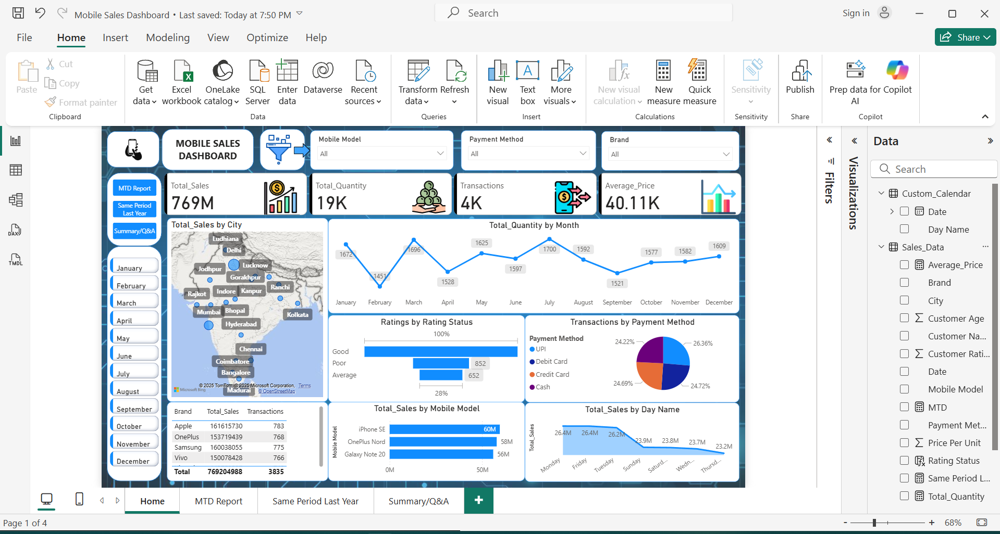 Mobile Sales Dashboard • Last saved: Today at 7:50 PM
Search
Sign in
File
Home
Insert
Modeling
View
Optimize
Help
Share
Paste
Cut
Copy
Format painter
Clipboard
Get data
Excel workbook
OneLake catalog
SQL Server
Enter data
Dataverse
Recent sources
Data
Transform data
Refresh
Queries
New visual
Text box
More visuals
Insert
New visual calculation
New measure
Quick measure
Calculations
Sensitivity
Sensitivity
Publish
Share
Prep data for AI
Copilot
Copilot
MOBILE SALES
DASHBOARD
Mobile Model
All
Payment Method
All
Brand
All
MTD Report
Same Period
Last Year
Summary/Q&A
Total_Sales
769M
Total_Quantity
19K
Transactions
4K
Average_Price
40.11K
January
February
March
April
May
June
July
August
September
October
November
December
Total_Sales by City
Ludhiana
Delhi
Lucknow
Jodhpur
Gorakhpur
Ranchi
Rajkot
Indore
Kanpur
Mumbai
Bhopal
Kolkata
Hyderabad
Chennai
Coimbatore
Bangalore
Madurai
Microsoft Bing
© 2025 TomTom, © 2025 Microsoft Corporation, Terms
© OpenStreetMap
Total_Quantity by Month
1672
1451
1696
1528
1625
1597
1700
1592
1521
1577
1582
1609
January
February
March
April
May
June
July
August
September
October
November
December
Ratings by Rating Status
100%
Good
Poor
852
Average
652
28%
Transactions by Payment Method
Payment Method
UPI
Debit Card
Credit Card
Cash
24.22%
26.36%
24.69%
24.72%
Brand Total_Sales Transactions
Apple 161615730 783
OnePlus 153719439 768
Samsung 160038055 775
Vivo 150078428 766
Total 769204988 3835
Total_Sales by Mobile Model
Mobile Model
iPhone SE 60M
OnePlus Nord 58M
Galaxy Note 20 56M
0M 50M
Total_Sales by Day Name
Total_Sales
26.4M
26.4M
26.2M
23.9M
23.8M
23.7M
23.2M
Monday
Friday
Tuesday
Sunday
Saturd...
Wedn...
Thursd...
Filters
Visualizations
Data
Search
Custom_Calendar
Date
Day Name
Sales_Data
...
Average_Price
Brand
City
Customer Age
Customer Na...
Customer Rati...
Date
Mobile Model
MTD
Payment Met...
Price Per Unit
Rating Status
Same Period L...
Total_Quantity
DAX
TMDL
Home
MTD Report
Same Period Last Year
Summary/Q&A
Page 1 of 4
68%